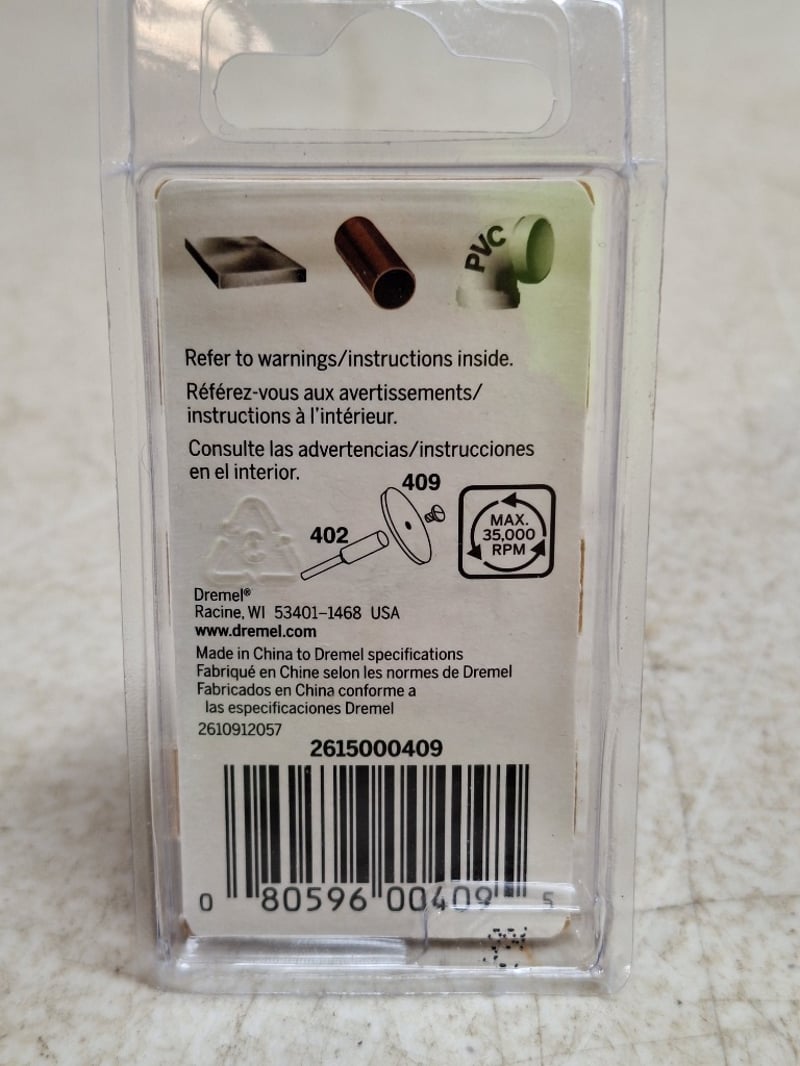 PVC
Refer to warnings/instructions inside.
Référez-vous aux avertissements/
instructions à l'intérieur.
Consulte las advertencias/instrucciones
en el interior.
409
402
MAX.
35,000
RPM
Dremel®
Racine, WI 53401–1468 USA
www.dremel.com
Made in China to Dremel specifications
Fabriqué en Chine selon les normes de Dremel
Fabricados en China conforme a
las especificaciones Dremel
2610912057
2615000409
0 80596 00409 5